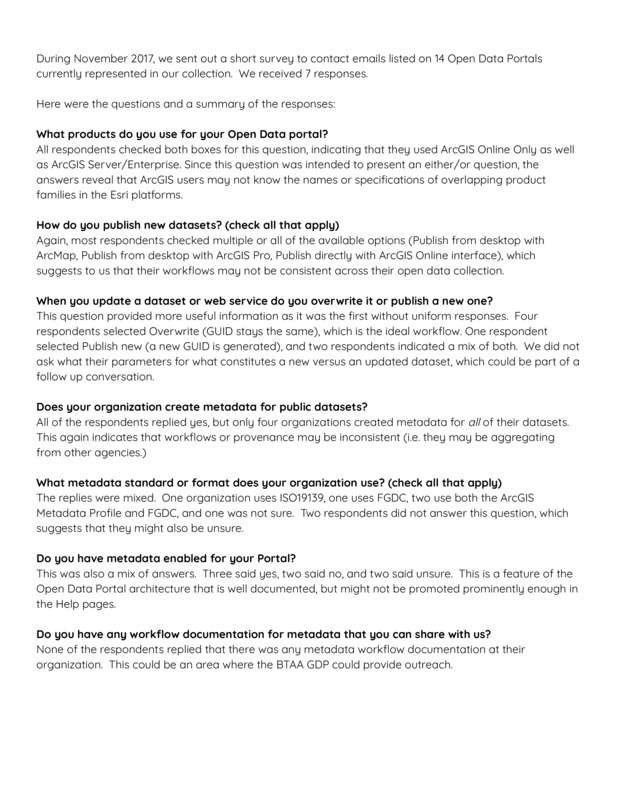 During November 2017, we sent out a short survey to contact emails listed on 14 Open Data Portals
currently represented in our collection. We received 7 responses.
Here were the questions and a summary of the responses:
What products do you use for your Open Data portal?
All respondents checked both boxes for this question, indicating that they used ArcGIS Online Only as well
as ArcGIS Server/Enterprise. Since this question was intended to present an either/or question, the
answers reveal that ArcGIS users may not know the names or specifications of overlapping product
families in the Esri platforms.
How do you publish new datasets? (check all that apply)
Again, most respondents checked multiple or all of the available options (Publish from desktop with
ArcMap, Publish from desktop with ArcGIS Pro, Publish directly with ArcGIS Online interface), which
suggests to us that their workflows may not be consistent across their open data collection.
When you update a dataset or web service do you overwrite it or publish a new one?
This question provided more useful information as it was the first without uniform responses. Four
respondents selected Overwrite (GUID stays the same), which is the ideal workflow. One respondent
selected Publish new (a new GUID is generated), and two respondents indicated a mix of both. We did not
ask what their parameters for what constitutes a new versus an updated dataset, which could be part of a
follow up conversation.
Does your organization create metadata for public datasets?
All of the respondents replied yes, but only four organizations created metadata for all of their datasets.
This again indicates that workflows or provenance may be inconsistent (i.e. they may be aggregating
from other agencies.)
What metadata standard or format does your organization use? (check all that apply)
The replies were mixed. One organization uses ISO19139, one uses FGDC, two use both the ArcGIS
Metadata Profile and FGDC, and one was not sure. Two respondents did not answer this question, which
suggests that they might also be unsure.
Do you have metadata enabled for your Portal?
This was also a mix of answers. Three said yes, two said no, and two said unsure. This is a feature of the
Open Data Portal architecture that is well documented, but might not be promoted prominently enough in
the Help pages.
Do you have any workflow documentation for metadata that you can share with us?
None of the respondents replied that there was any metadata workflow documentation at their
organization. This could be an area where the BTAA GDP could provide outreach.